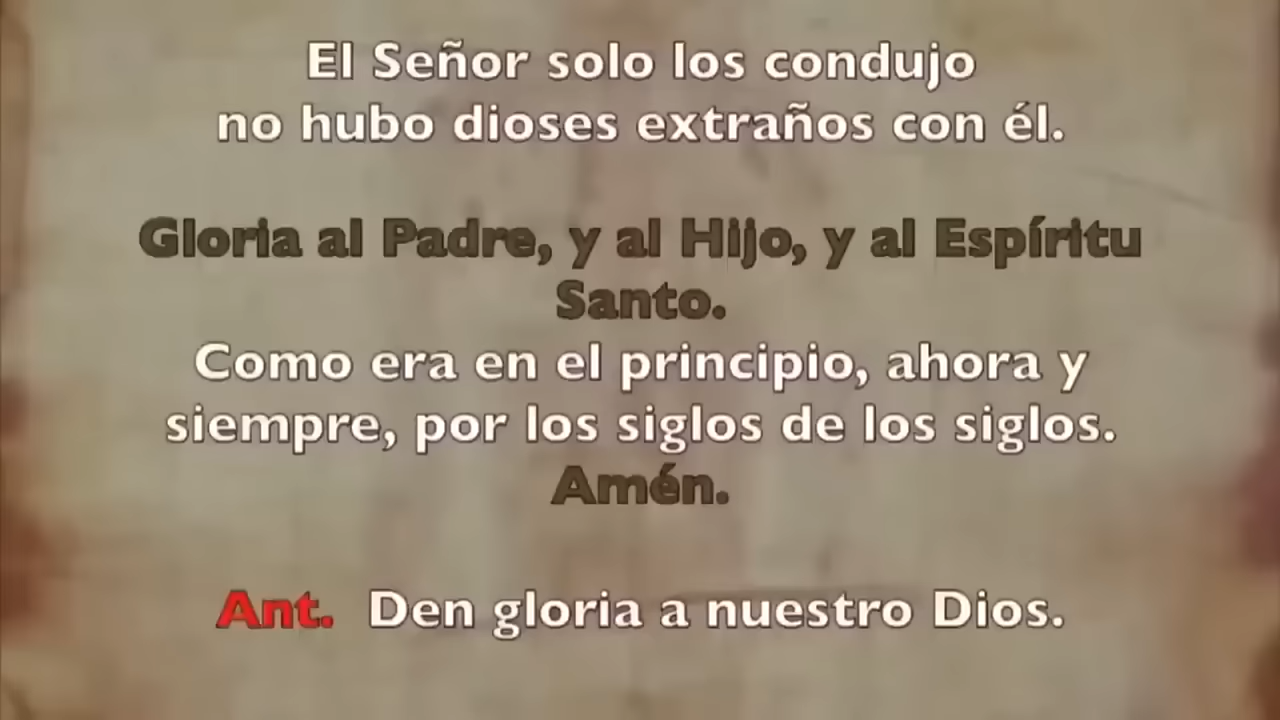 El Señor solo los condujo
no hubo dioses extraños con él.
Gloria al Padre, y al Hijo, y al Espíritu
Santo.
Como era en el principio, ahora y
siempre, por los siglos de los siglos.
Amén.
Ant. Den gloria a nuestro Dios.